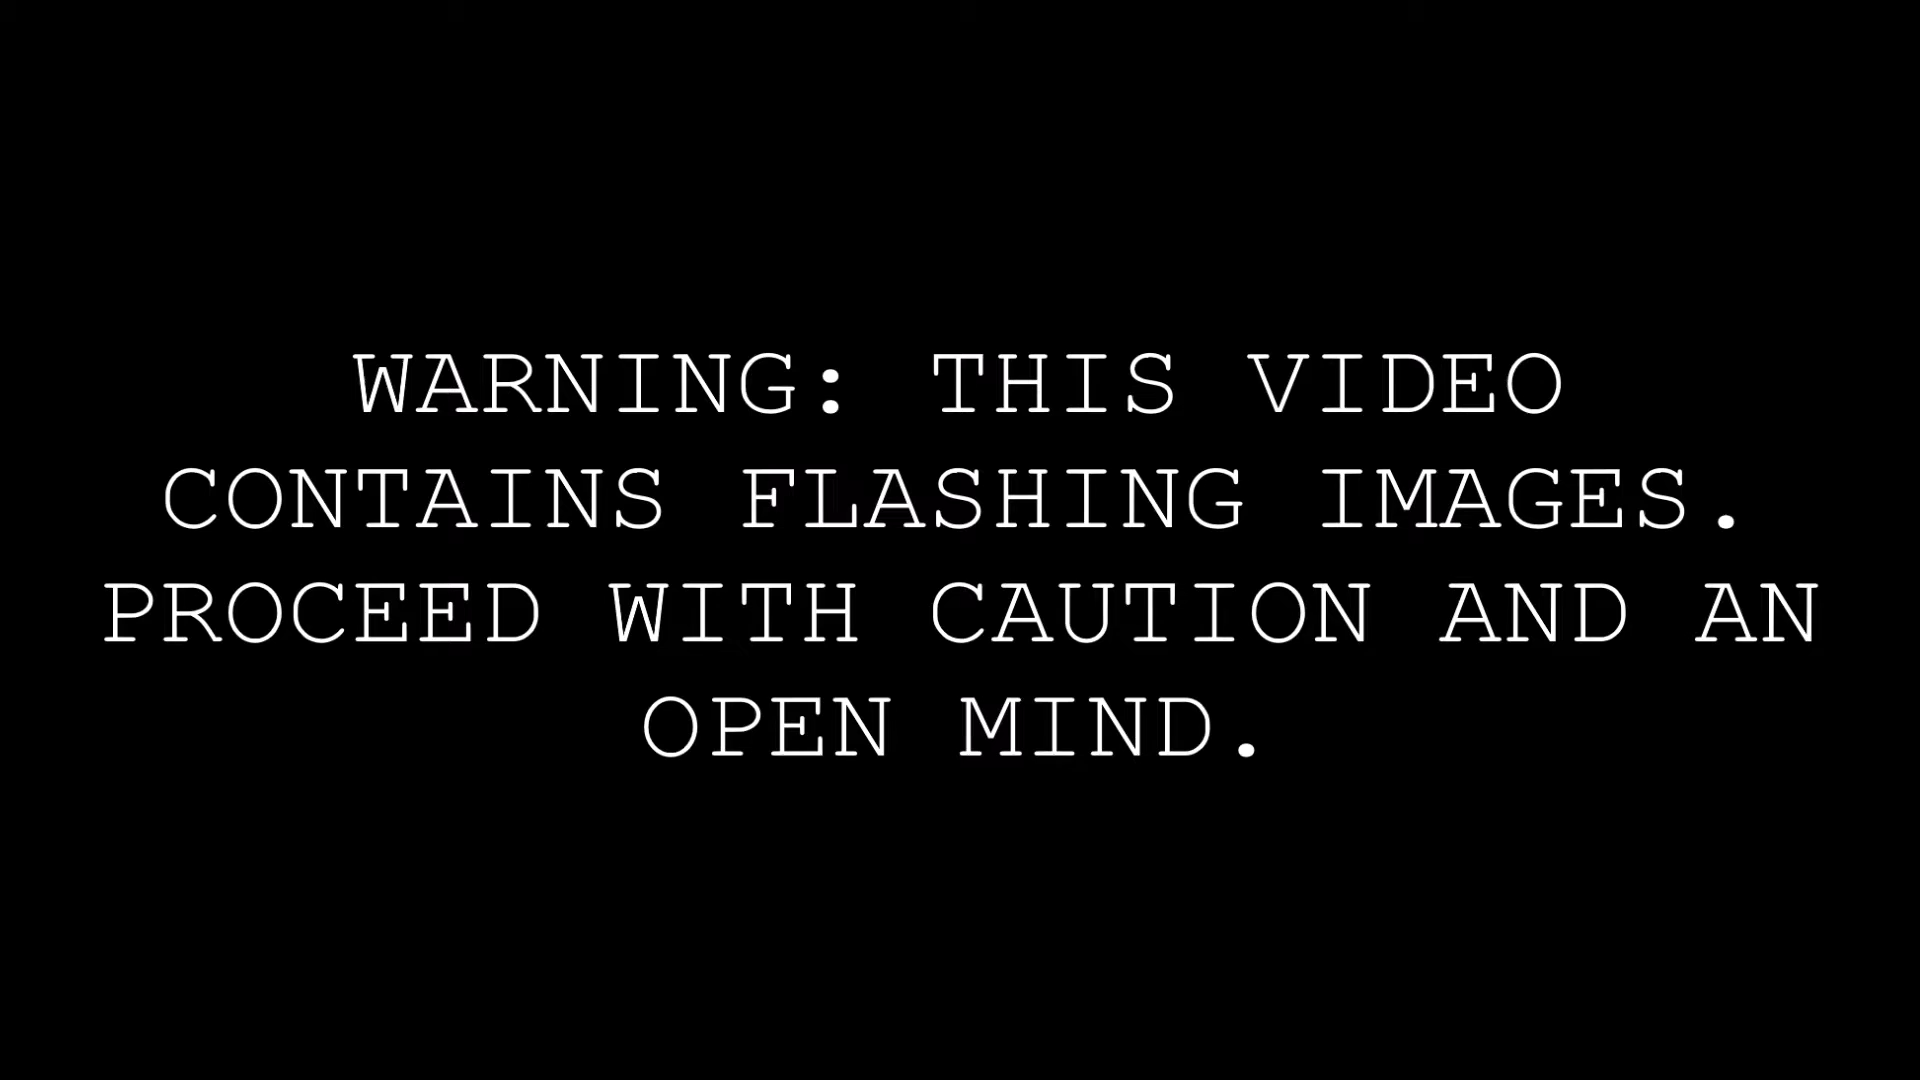 WARNING: THIS VIDEO
CONTAINS FLASHING IMAGES.
PROCEED WITH CAUTION AND AN
OPEN MIND.